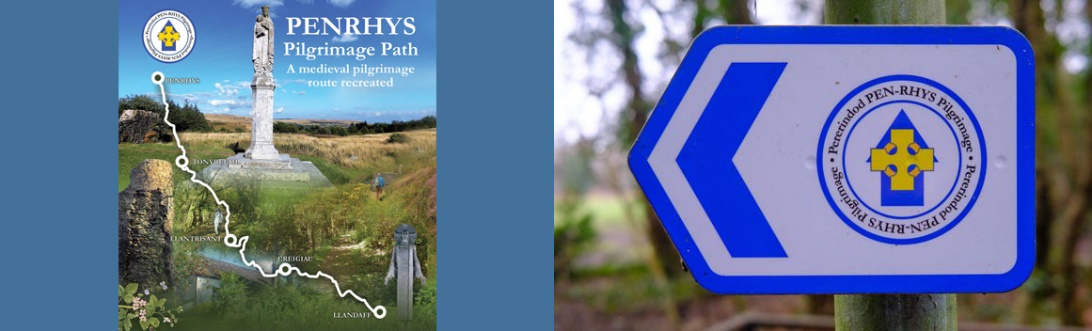 PENRHYS
Pilgrimage Path
A medieval pilgrimage
route recreated
PENRHYS
LLANTRISANT
CREIGIAU
LLANDAFF
Pererindod PEN-RHYS Pilgrimage • Pererindod PEN-RHYS Pilgrimage •